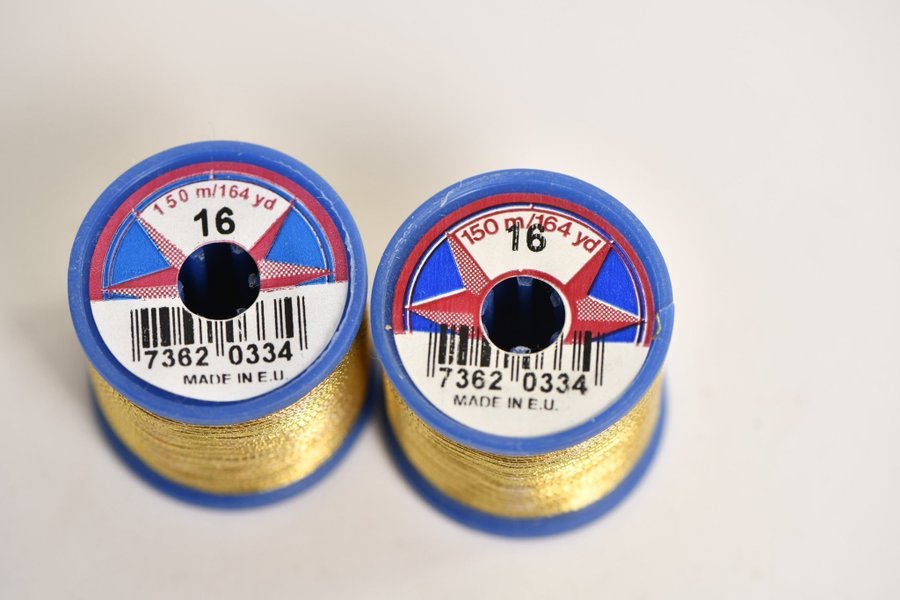 150 m/164 yd
16
7362 0334
MADE IN E.U
150 m/164 yd
16
7362 0334
MADE IN E.U.